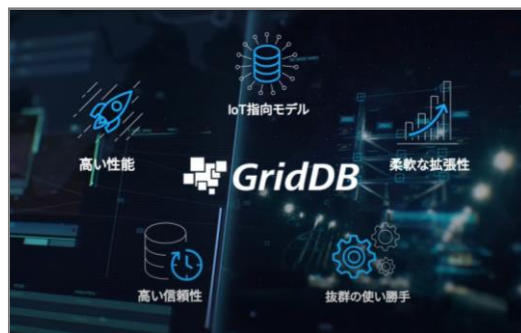 IoT指向モデル
高い性能
柔軟な拡張性
GridDB
高い信頼性
抜群の使い勝手